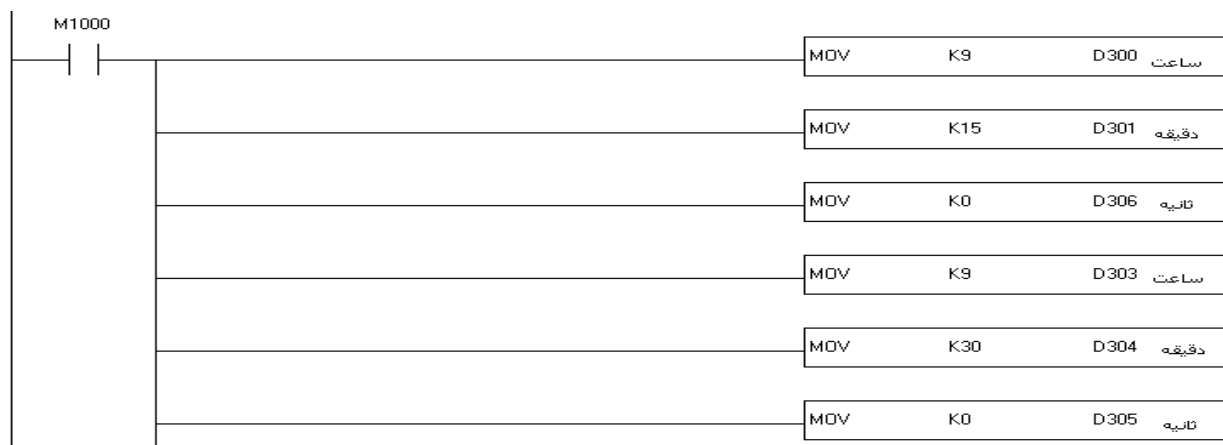 M1000
MOV K9 D300 ساعت
MOV K15 D301 دقیقه
MOV K0 D306 ثانیه
MOV K9 D303 ساعت
MOV K30 D304 دقیقه
MOV K0 D305 ثانیه